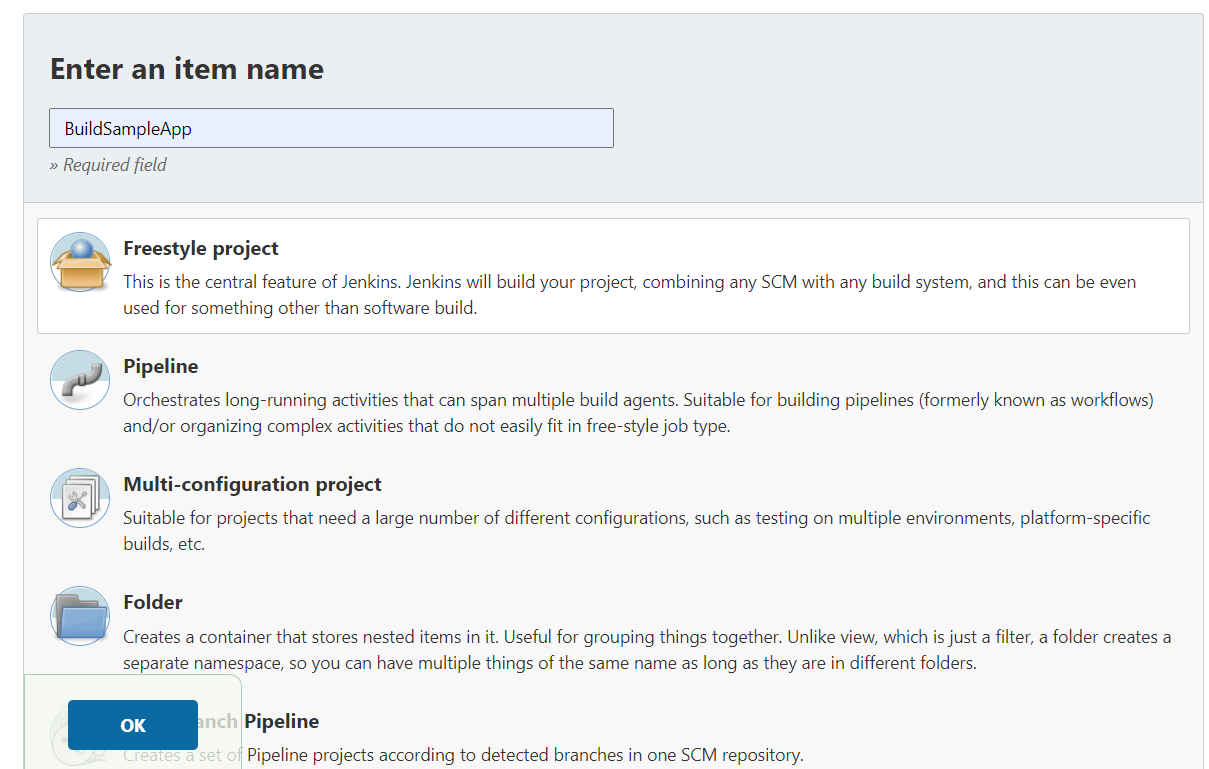 Enter an item name
BuildSampleApp
» Required field
Freestyle project
This is the central feature of Jenkins. Jenkins will build your project, combining any SCM with any build system, and this can be even
used for something other than software build.
Pipeline
Orchestrates long-running activities that can span multiple build agents. Suitable for building pipelines (formerly known as workflows)
and/or organizing complex activities that do not easily fit in free-style job type.
Multi-configuration project
Suitable for projects that need a large number of different configurations, such as testing on multiple environments, platform-specific
builds, etc.
Folder
Creates a container that stores nested items in it. Useful for grouping things together. Unlike view, which is just a filter, a folder creates a
separate namespace, so you can have multiple things of the same name as long as they are in different folders.
OK
anch Pipeline
Creates a set of Pipeline projects according to detected branches in one SCM repository.